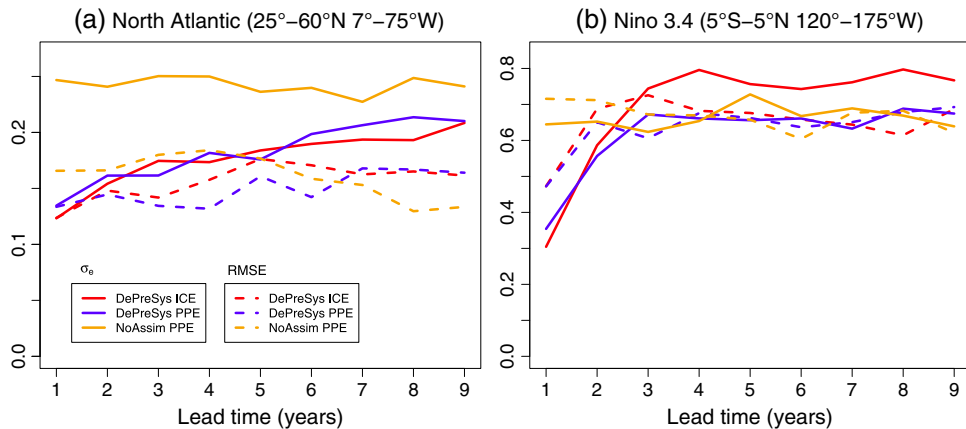 (a) North Atlantic (25°−60°N 7°−75°W)
0.2
0.1
0.0
σe
DePreSys ICE
DePreSys PPE
NoAssim PPE
RMSE
DePreSys ICE
DePreSys PPE
NoAssim PPE
1 2 3 4 5 6 7 8 9
Lead time (years)
(b) Nino 3.4 (5°S−5°N 120°−175°W)
0.8
0.6
0.4
0.2
0.0
1 2 3 4 5 6 7 8 9
Lead time (years)